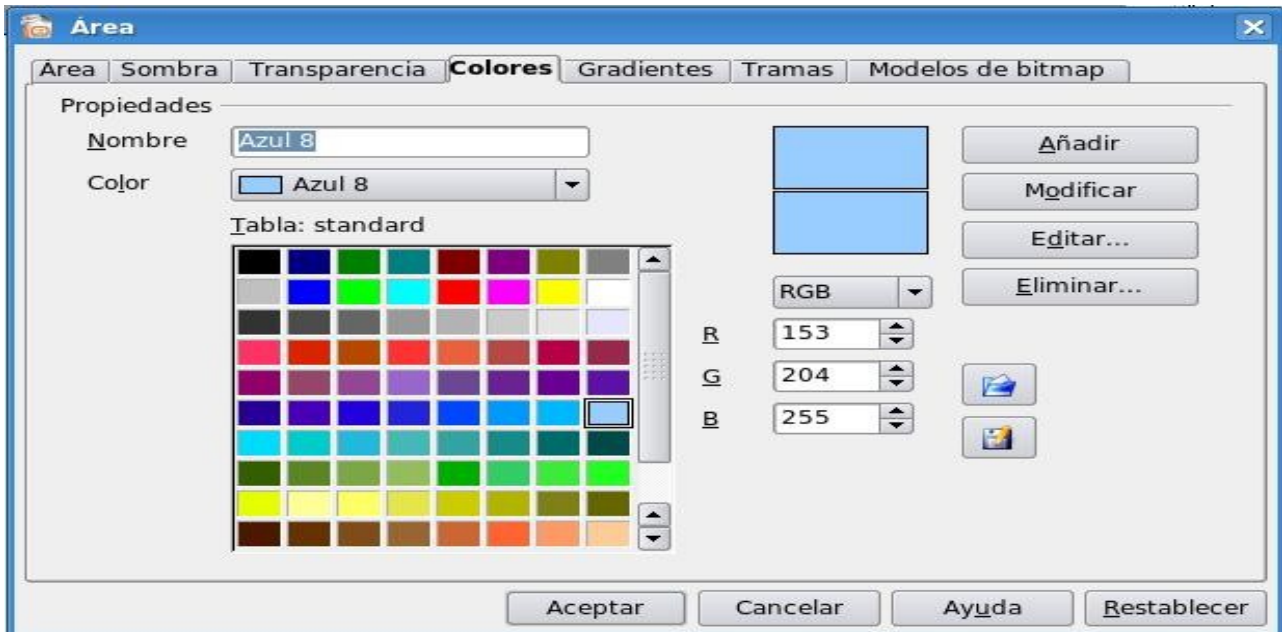 Área
Área Sombra Transparencia Colores Gradientes Tramas Modelos de bitmap
Propiedades
Nombre Azul 8
Color Azul 8
Tabla: standard
Añadir
Modificar
Editar...
Eliminar...
RGB
R 153
G 204
B 255
Aceptar Cancelar Ayuda Restablecer